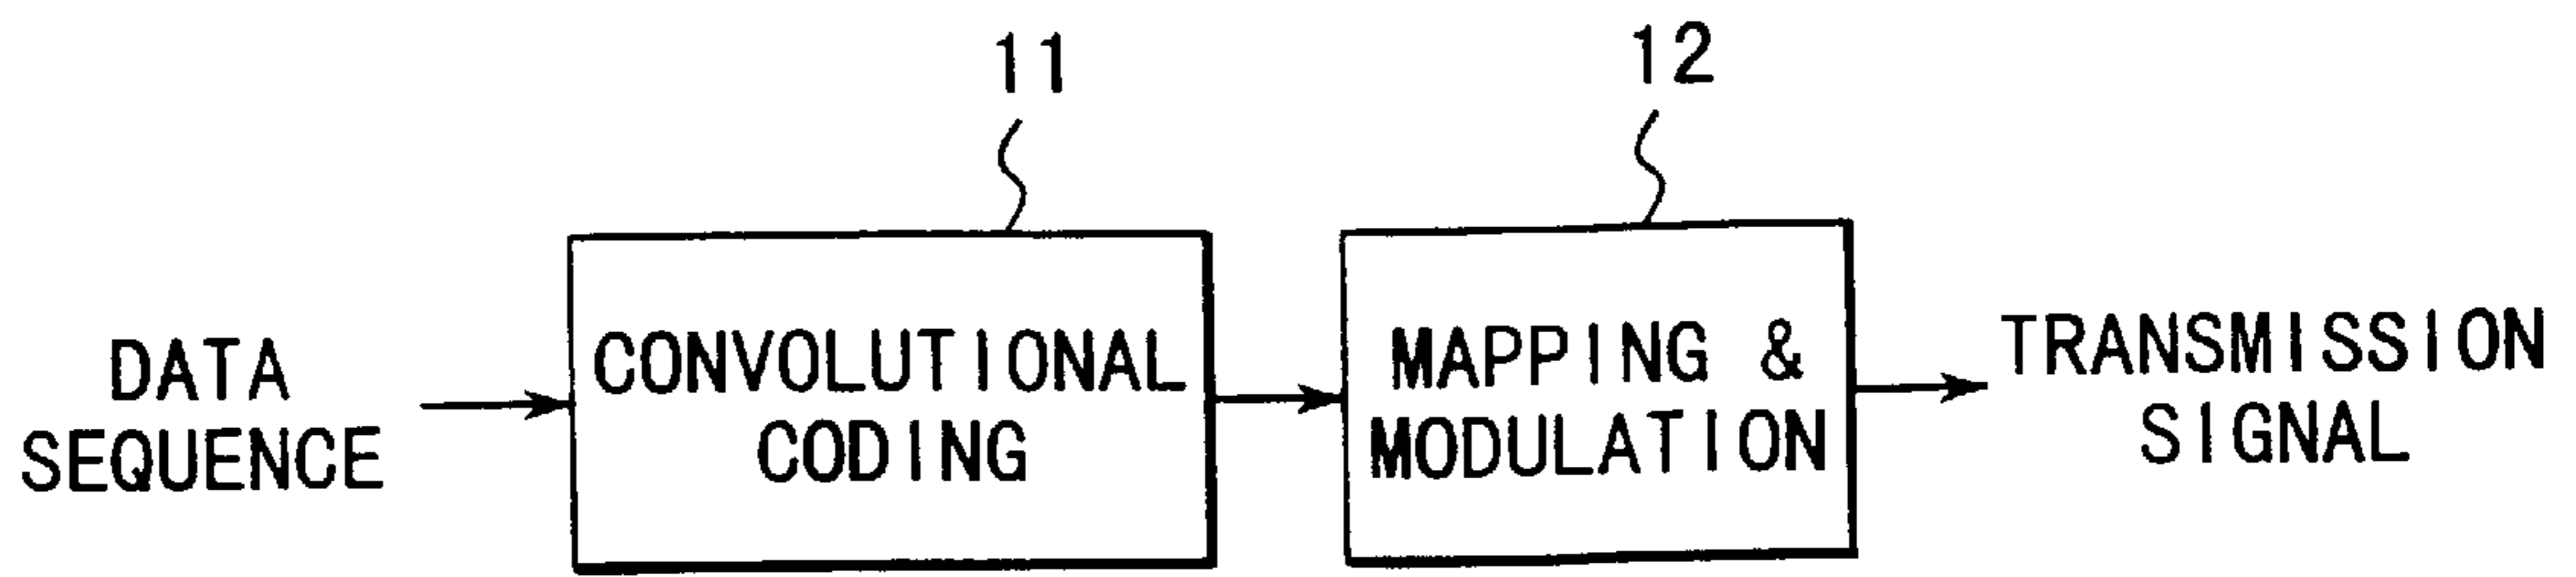 11
12
DATA
SEQUENCE
CONVOLUTIONAL
CODING
MAPPING &
MODULATION
TRANSMISSION
SIGNAL